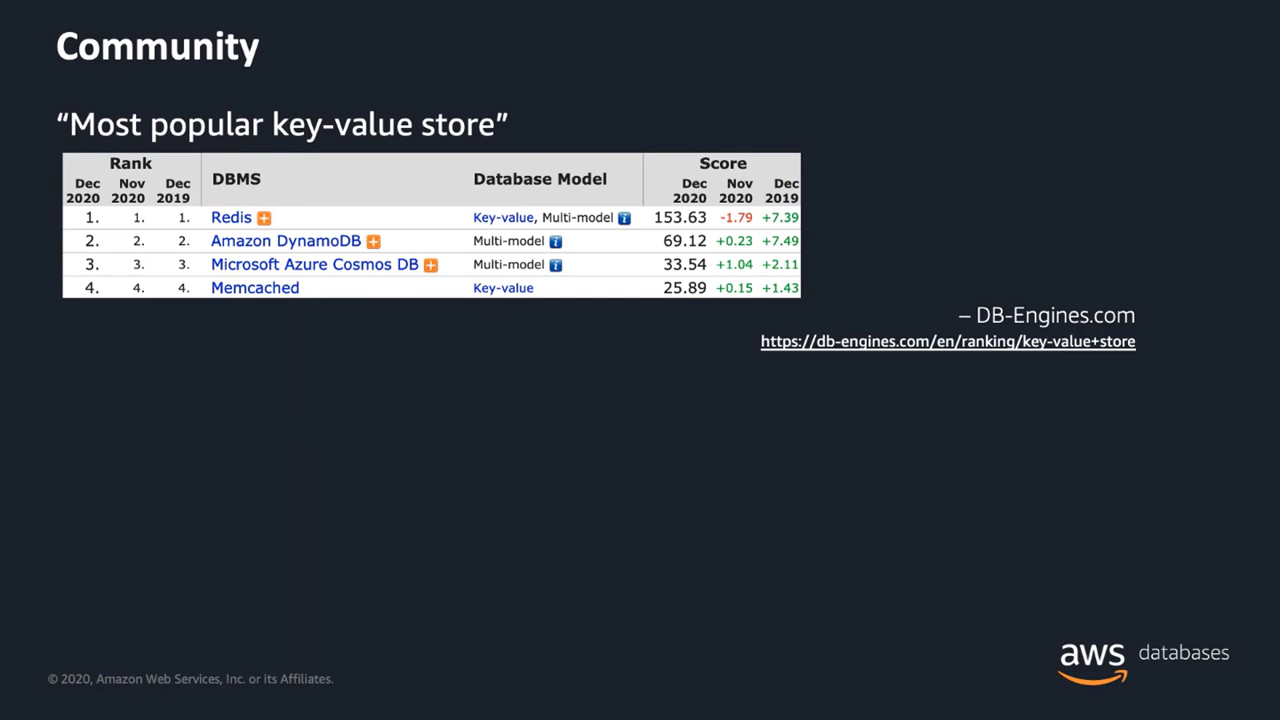 Community
“Most popular key-value store”
Rank Score
Dec 2020 Nov 2020 Dec 2019 DBMS Database Model Dec 2020 Nov 2020 Dec 2019
1. 1. 1. Redis Key-value, Multi-model 153.63 -1.79 +7.39
2. 2. 2. Amazon DynamoDB Multi-model 69.12 +0.23 +7.49
3. 3. 3. Microsoft Azure Cosmos DB Multi-model 33.54 +1.04 +2.11
4. 4. 4. Memcached Key-value 25.89 +0.15 +1.43
– DB-Engines.com
https://db-engines.com/en/ranking/key-value+store
aws databases
© 2020, Amazon Web Services, Inc. or its Affiliates.